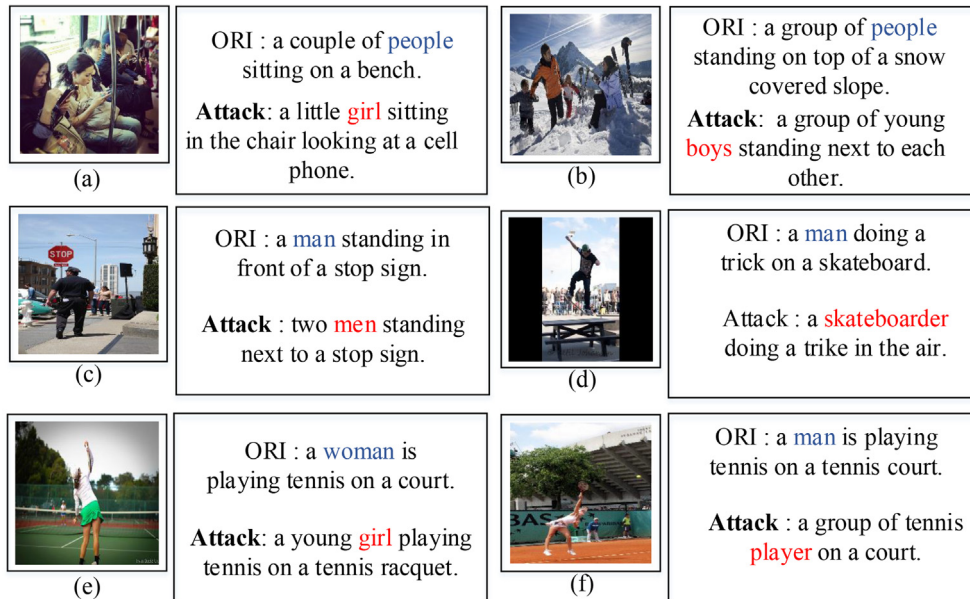 ORI : a couple of people
sitting on a bench.
Attack: a little girl sitting
in the chair looking at a cell
phone.
(a)
ORI : a group of people
standing on top of a snow
covered slope.
Attack:  a group of young
boys standing next to each
other.
(b)
STOP
ORI : a man standing in
front of a stop sign.
Attack : two men standing
next to a stop sign.
(c)
ORI : a man doing a
trick on a skateboard.
Attack : a skateboarder
doing a trike in the air.
(d)
ORI : a woman is
playing tennis on a court.
Attack: a young girl playing
tennis on a tennis racquet.
(e)
ORI : a man is playing
tennis on a tennis court.
Attack : a group of tennis
player on a court.
(f)